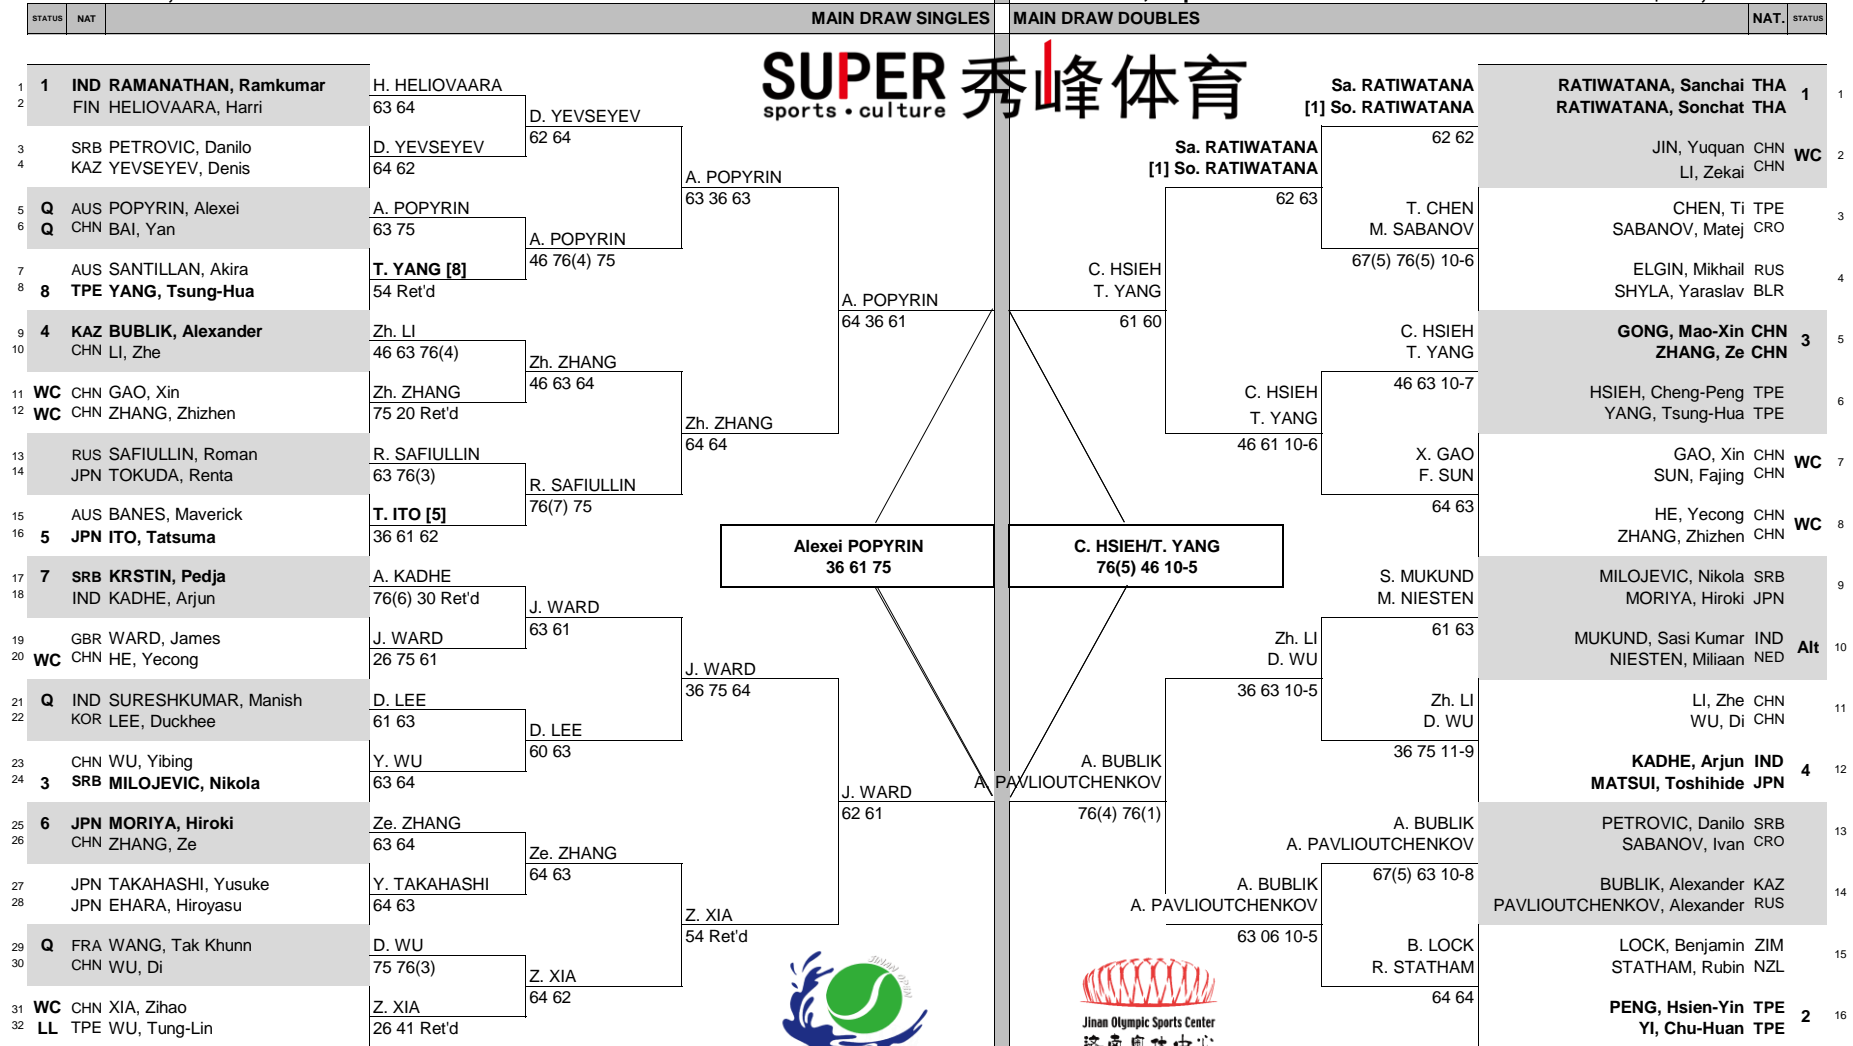 STATUS NAT MAIN DRAW SINGLES MAIN DRAW DOUBLES NAT. STATUS
SUPER 秀峰体育
sports·culture
1 1 IND RAMANATHAN, Ramkumar
2 FIN HELIOVAARA, Harri
3 SRB PETROVIC, Danilo
4 KAZ YEVSEYEV, Denis
5 Q AUS POPYRIN, Alexei
6 Q CHN BAI, Yan
7 AUS SANTILLAN, Akira
8 8 TPE YANG, Tsung-Hua
9 4 KAZ BUBLIK, Alexander
10 CHN LI, Zhe
11 WC CHN GAO, Xin
12 WC CHN ZHANG, Zhizhen
13 RUS SAFIULLIN, Roman
14 JPN TOKUDA, Renta
15 AUS BANES, Maverick
16 5 JPN ITO, Tatsuma
17 7 SRB KRSTIN, Pedja
18 IND KADHE, Arjun
19 GBR WARD, James
20 WC CHN HE, Yecong
21 Q IND SURESHKUMAR, Manish
22 KOR LEE, Duckhee
23 CHN WU, Yibing
24 3 SRB MILOJEVIC, Nikola
25 6 JPN MORIYA, Hiroki
26 CHN ZHANG, Ze
27 JPN TAKAHASHI, Yusuke
28 JPN EHARA, Hiroyasu
29 Q FRA WANG, Tak Khunn
30 CHN WU, Di
31 WC CHN XIA, Zihao
32 LL TPE WU, Tung-Lin
H. HELIOVAARA
63 64
D. YEVSEYEV
64 62
A. POPYRIN
63 75
T. YANG [8]
54 Ret'd
Zh. LI
46 63 76(4)
Zh. ZHANG
75 20 Ret'd
R. SAFIULLIN
63 76(3)
T. ITO [5]
36 61 62
A. KADHE
76(6) 30 Ret'd
J. WARD
26 75 61
D. LEE
61 63
Y. WU
63 64
Ze. ZHANG
63 64
Y. TAKAHASHI
64 63
D. WU
75 76(3)
Z. XIA
26 41 Ret'd
D. YEVSEYEV
62 64
A. POPYRIN
46 76(4) 75
Zh. ZHANG
46 63 64
R. SAFIULLIN
76(7) 75
J. WARD
63 61
D. LEE
60 63
Ze. ZHANG
64 63
Z. XIA
64 62
A. POPYRIN
63 36 63
Zh. ZHANG
64 64
J. WARD
36 75 64
Z. XIA
54 Ret'd
A. POPYRIN
64 36 61
J. WARD
62 61
Alexei POPYRIN
36 61 75
C. HSIEH/T. YANG
76(5) 46 10-5
C. HSIEH
T. YANG
61 60
A. BUBLIK
A. PAVLIOUTCHENKOV
76(4) 76(1)
Sa. RATIWATANA
[1] So. RATIWATANA
62 63
C. HSIEH
T. YANG
46 61 10-6
Zh. LI
D. WU
36 63 10-5
A. BUBLIK
A. PAVLIOUTCHENKOV
63 06 10-5
Sa. RATIWATANA
[1] So. RATIWATANA
62 62
T. CHEN
M. SABANOV
67(5) 76(5) 10-6
C. HSIEH
T. YANG
46 63 10-7
X. GAO
F. SUN
64 63
S. MUKUND
M. NIESTEN
61 63
Zh. LI
D. WU
36 75 11-9
A. BUBLIK
A. PAVLIOUTCHENKOV
67(5) 63 10-8
B. LOCK
R. STATHAM
64 64
RATIWATANA, Sanchai THA 1 1
RATIWATANA, Sonchat THA
JIN, Yuquan CHN WC 2
LI, Zekai CHN
CHEN, Ti TPE 3
SABANOV, Matej CRO
ELGIN, Mikhail RUS 4
SHYLA, Yaraslav BLR
GONG, Mao-Xin CHN 3 5
ZHANG, Ze CHN
HSIEH, Cheng-Peng TPE 6
YANG, Tsung-Hua TPE
GAO, Xin CHN WC 7
SUN, Fajing CHN
HE, Yecong CHN WC 8
ZHANG, Zhizhen CHN
MILOJEVIC, Nikola SRB 9
MORIYA, Hiroki JPN
MUKUND, Sasi Kumar IND Alt 10
NIESTEN, Miliaan NED
LI, Zhe CHN 11
WU, Di CHN
KADHE, Arjun IND 4 12
MATSUI, Toshihide JPN
PETROVIC, Danilo SRB 13
SABANOV, Ivan CRO
BUBLIK, Alexander KAZ 14
PAVLIOUTCHENKOV, Alexander RUS
LOCK, Benjamin ZIM 15
STATHAM, Rubin NZL
PENG, Hsien-Yin TPE 2 16
YI, Chu-Huan TPE
JINAN OPEN
Jinan Olympic Sports Center